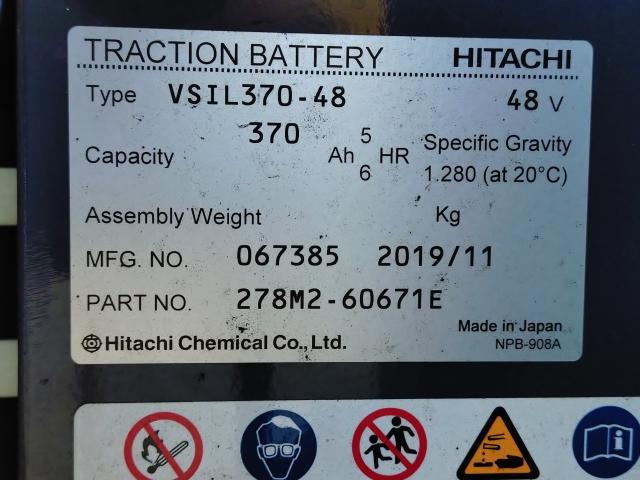 TRACTION BATTERY HITACHI
Type VSIL370-48 48 V
Capacity 370 Ah 5 HR Specific Gravity
6 1.280 (at 20°C)
Assembly Weight Kg
MFG. NO. 067385 2019/11
PART NO. 278M2-60671E
Made in Japan
Hitachi Chemical Co., Ltd. NPB-908A